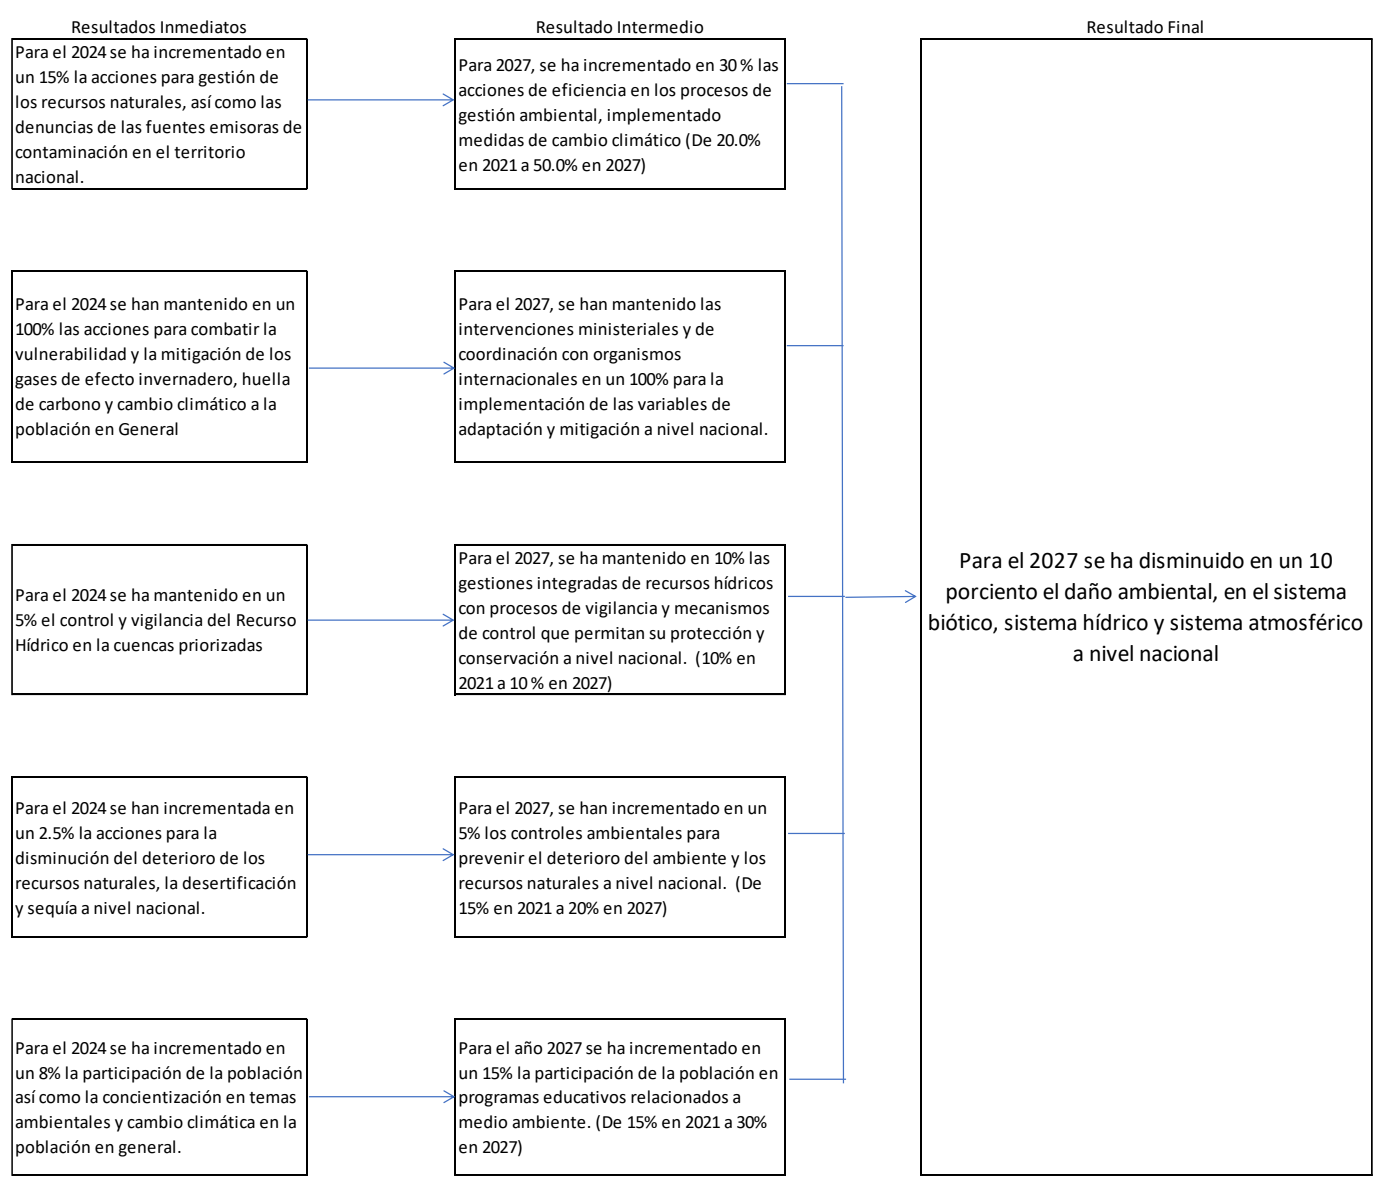 Resultados Inmediatos
Resultado Intermedio
Resultado Final
Para el 2024 se ha incrementado en
un 15% la acciones para gestión de
los recursos naturales, así como las
denuncias de las fuentes emisoras de
contaminación en el territorio
nacional.
Para 2027, se ha incrementado en 30 % las
acciones de eficiencia en los procesos de
gestión ambiental, implementado
medidas de cambio climático (De 20.0%
en 2021 a 50.0% en 2027)
Para el 2024 se han mantenido en un
100% las acciones para combatir la
vulnerabilidad y la mitigación de los
gases de efecto invernadero, huella
de carbono y cambio climático a la
población en General
Para el 2027, se han mantenido las
intervenciones ministeriales y de
coordinación con organismos
internacionales en un 100% para la
implementación de las variables de
adaptación y mitigación a nivel nacional.
Para el 2024 se ha mantenido en un
5% el control y vigilancia del Recurso
Hídrico en la cuencas priorizadas
Para el 2027, se ha mantenido en 10% las
gestiones integradas de recursos hídricos
con procesos de vigilancia y mecanismos
de control que permitan su protección y
conservación a nivel nacional. (10% en
2021 a 10 % en 2027)
Para el 2027 se ha disminuido en un 10
porciento el daño ambiental, en el sistema
biótico, sistema hídrico y sistema atmosférico
a nivel nacional
Para el 2024 se han incrementada en
un 2.5% la acciones para la
disminución del deterioro de los
recursos naturales, la desertificación
y sequía a nivel nacional.
Para el 2027, se han incrementado en un
5% los controles ambientales para
prevenir el deterioro del ambiente y los
recursos naturales a nivel nacional. (De
15% en 2021 a 20% en 2027)
Para el 2024 se ha incrementado en
un 8% la participación de la población
así como la concientización en temas
ambientales y cambio climática en la
población en general.
Para el año 2027 se ha incrementado en
un 15% la participación de la población en
programas educativos relacionados a
medio ambiente. (De 15% en 2021 a 30%
en 2027)